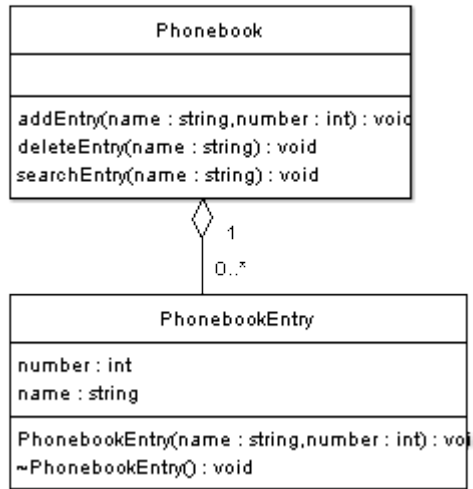 Phonebook
addEntry(name : string,number : int) : void
deleteEntry(name : string) : void
searchEntry(name : string) : void
1
0..*
PhonebookEntry
number : int
name : string
PhonebookEntry(name : string,number : int) : voi
~PhonebookEntry() : void